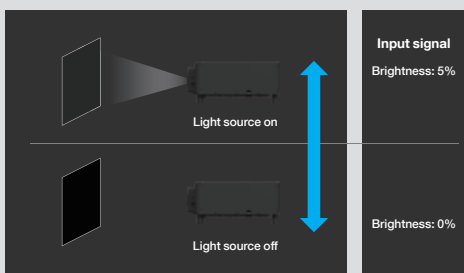 Input signal
Brightness: 5%
Light source on
Brightness: 0%
Light source off